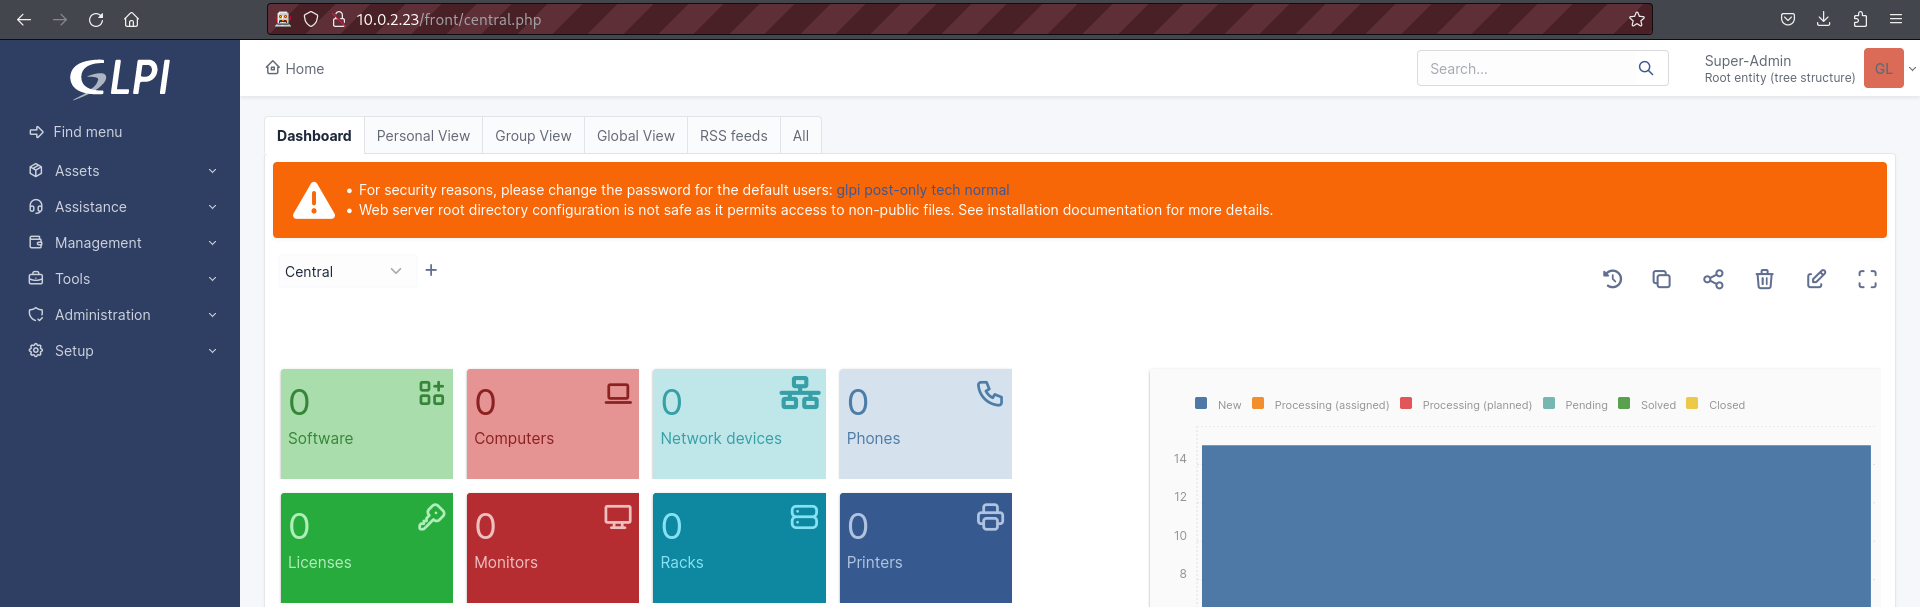 10.0.2.23/front/central.php
GLPI
Home
Search...
Super-Admin
Root entity (tree structure)
GL
Find menu
Assets
Assistance
Management
Tools
Administration
Setup
Dashboard
Personal View
Group View
Global View
RSS feeds
All
• For security reasons, please change the password for the default users: glpi post-only tech normal
• Web server root directory configuration is not safe as it permits access to non-public files. See installation documentation for more details.
Central
0
Software
0
Computers
0
Network devices
0
Phones
0
Licenses
0
Monitors
0
Racks
0
Printers
New Processing (assigned) Processing (planned) Pending Solved Closed
14
12
10
8